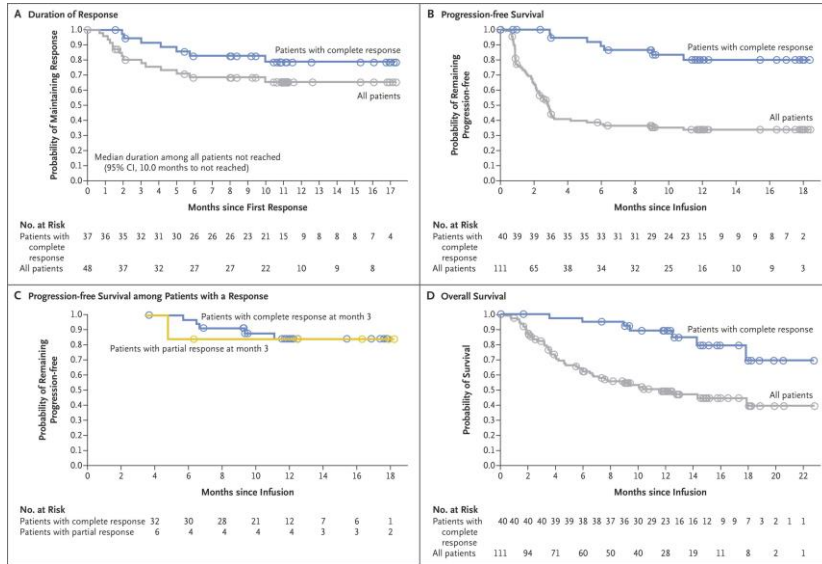 A Duration of Response
Probability of Maintaining Response
1.0
0.9
0.8
0.7
0.6
0.5
0.4
0.3
0.2
0.1
0.0
Patients with complete response
All patients
Median duration among all patients not reached
(95% CI, 10.0 months to not reached)
0 1 2 3 4 5 6 7 8 9 10 11 12 13 14 15 16 17
Months since First Response
No. at Risk
Patients with complete response 37 36 35 32 31 30 26 26 26 23 21 15 9 8 8 8 7 4
All patients 48 37 32 27 27 22 10 9 8
B Progression-free Survival
Probability of Remaining
Progression-free
1.0
0.9
0.8
0.7
0.6
0.5
0.4
0.3
0.2
0.1
0.0
Patients with complete response
All patients
0 2 4 6 8 10 12 14 16 18
Months since Infusion
No. at Risk
Patients with complete response 40 39 39 36 35 35 33 31 31 29 24 23 15 9 9 9 8 7 2
All patients 111 65 38 34 32 25 16 10 9 3
C Progression-free Survival among Patients with a Response
Probability of Remaining
Progression-free
1.0
0.9
0.8
0.7
0.6
0.5
0.4
0.3
0.2
0.1
0.0
Patients with complete response at month 3
Patients with partial response at month 3
0 2 4 6 8 10 12 14 16 18
Months since Infusion
No. at Risk
Patients with complete response 32 30 28 21 12 7 6 1
Patients with partial response 6 4 4 4 4 3 3 2
D Overall Survival
Probability of Survival
1.0
0.9
0.8
0.7
0.6
0.5
0.4
0.3
0.2
0.1
0.0
Patients with complete response
All patients
0 2 4 6 8 10 12 14 16 18 20 22
Months since Infusion
No. at Risk
Patients with complete response 40 40 40 40 39 39 38 38 37 36 30 29 23 16 16 12 9 9 7 3 2 1 1
All patients 111 94 71 60 50 40 28 19 11 8 2 1